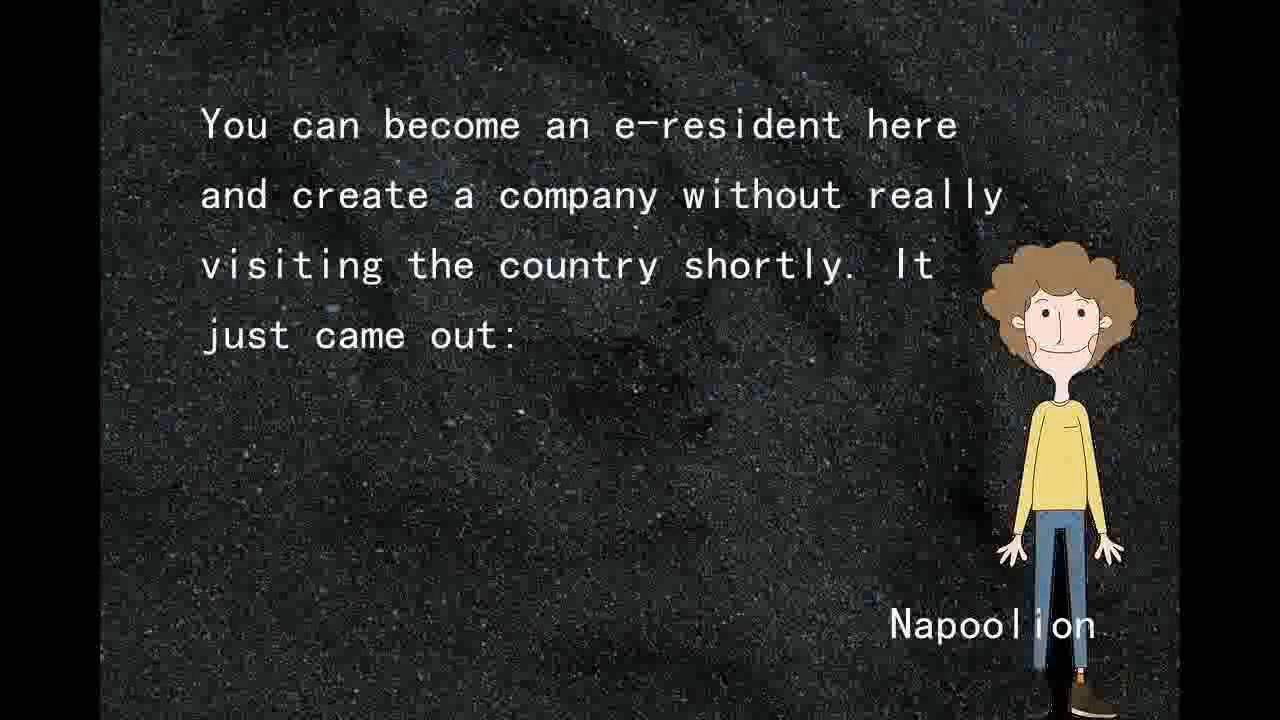 You can become an e-resident here
and create a company without really
visiting the country shortly. It
just came out:
Napoolion